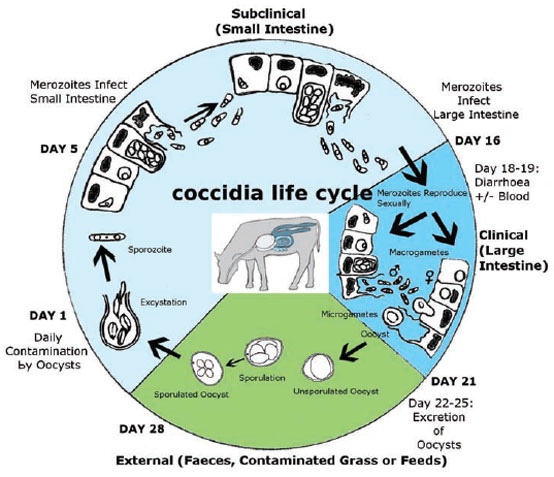 Subclinical
(Small Intestine)
Merozoites Infect
Small Intestine
Merozoites
Infect
Large Intestine
DAY 5
DAY 16
Day 18-19:
Diarrhoea
+/- Blood
coccidia life cycle
Merozoites Reproduce
Sexually
Clinical
(Large
Intestine)
Macrogametes
Sporozoite
♂
♀
Excystation
Microgametes
Oocyst
DAY 1
Daily
Contamination
by Oocysts
Sporulated Oocyst
Sporulation
Unsporulated Oocyst
DAY 21
Day 22-25:
Excretion
of
Oocysts
DAY 28
External (Faeces, Contaminated Grass or Feeds)